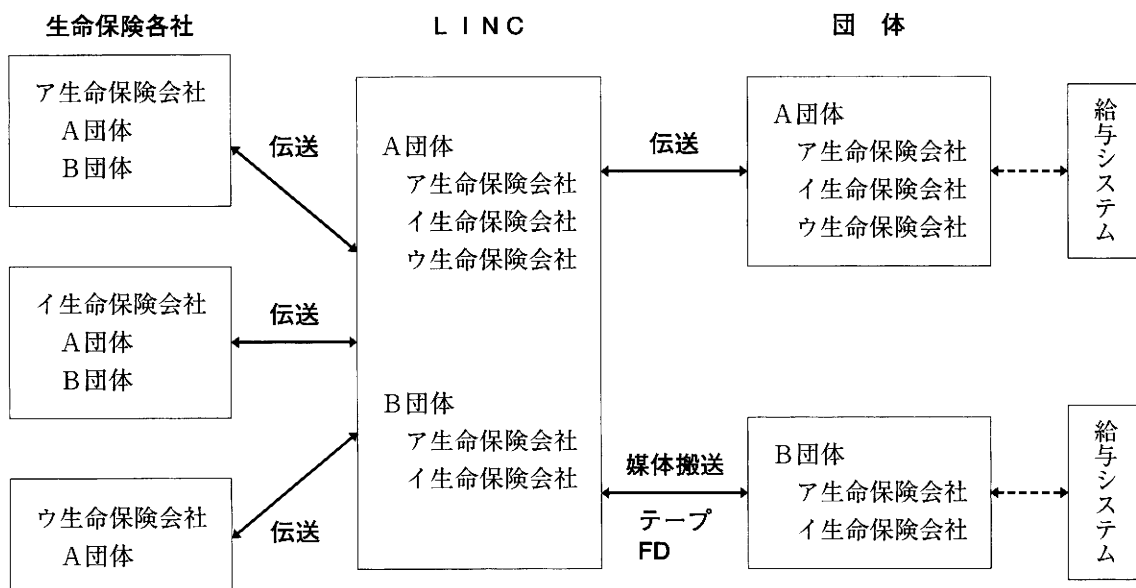 生命保険各社
ア生命保険会社
A団体
B団体
イ生命保険会社
A団体
B団体
ウ生命保険会社
A団体
伝送
伝送
伝送
LINC
A団体
ア生命保険会社
イ生命保険会社
ウ生命保険会社
B団体
ア生命保険会社
イ生命保険会社
伝送
媒体搬送
テープ
FD
団体
A団体
ア生命保険会社
イ生命保険会社
ウ生命保険会社
B団体
ア生命保険会社
イ生命保険会社
給与システム
給与システム